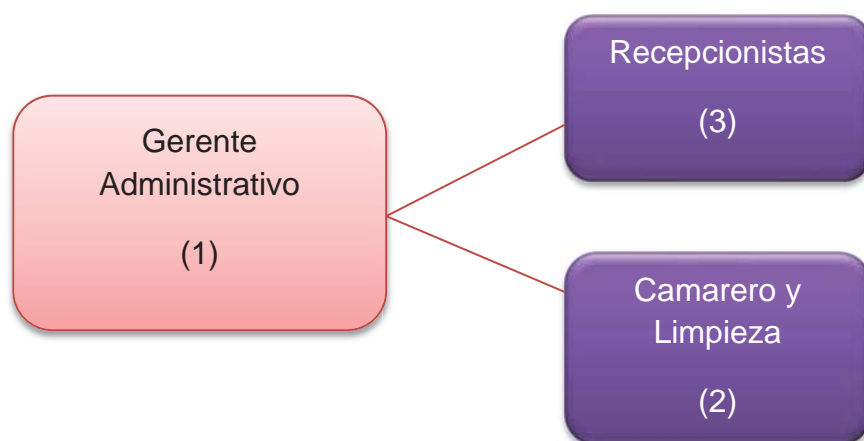 Gerente
Administrativo
(1)
Recepcionistas
(3)
Camarero y
Limpieza
(2)